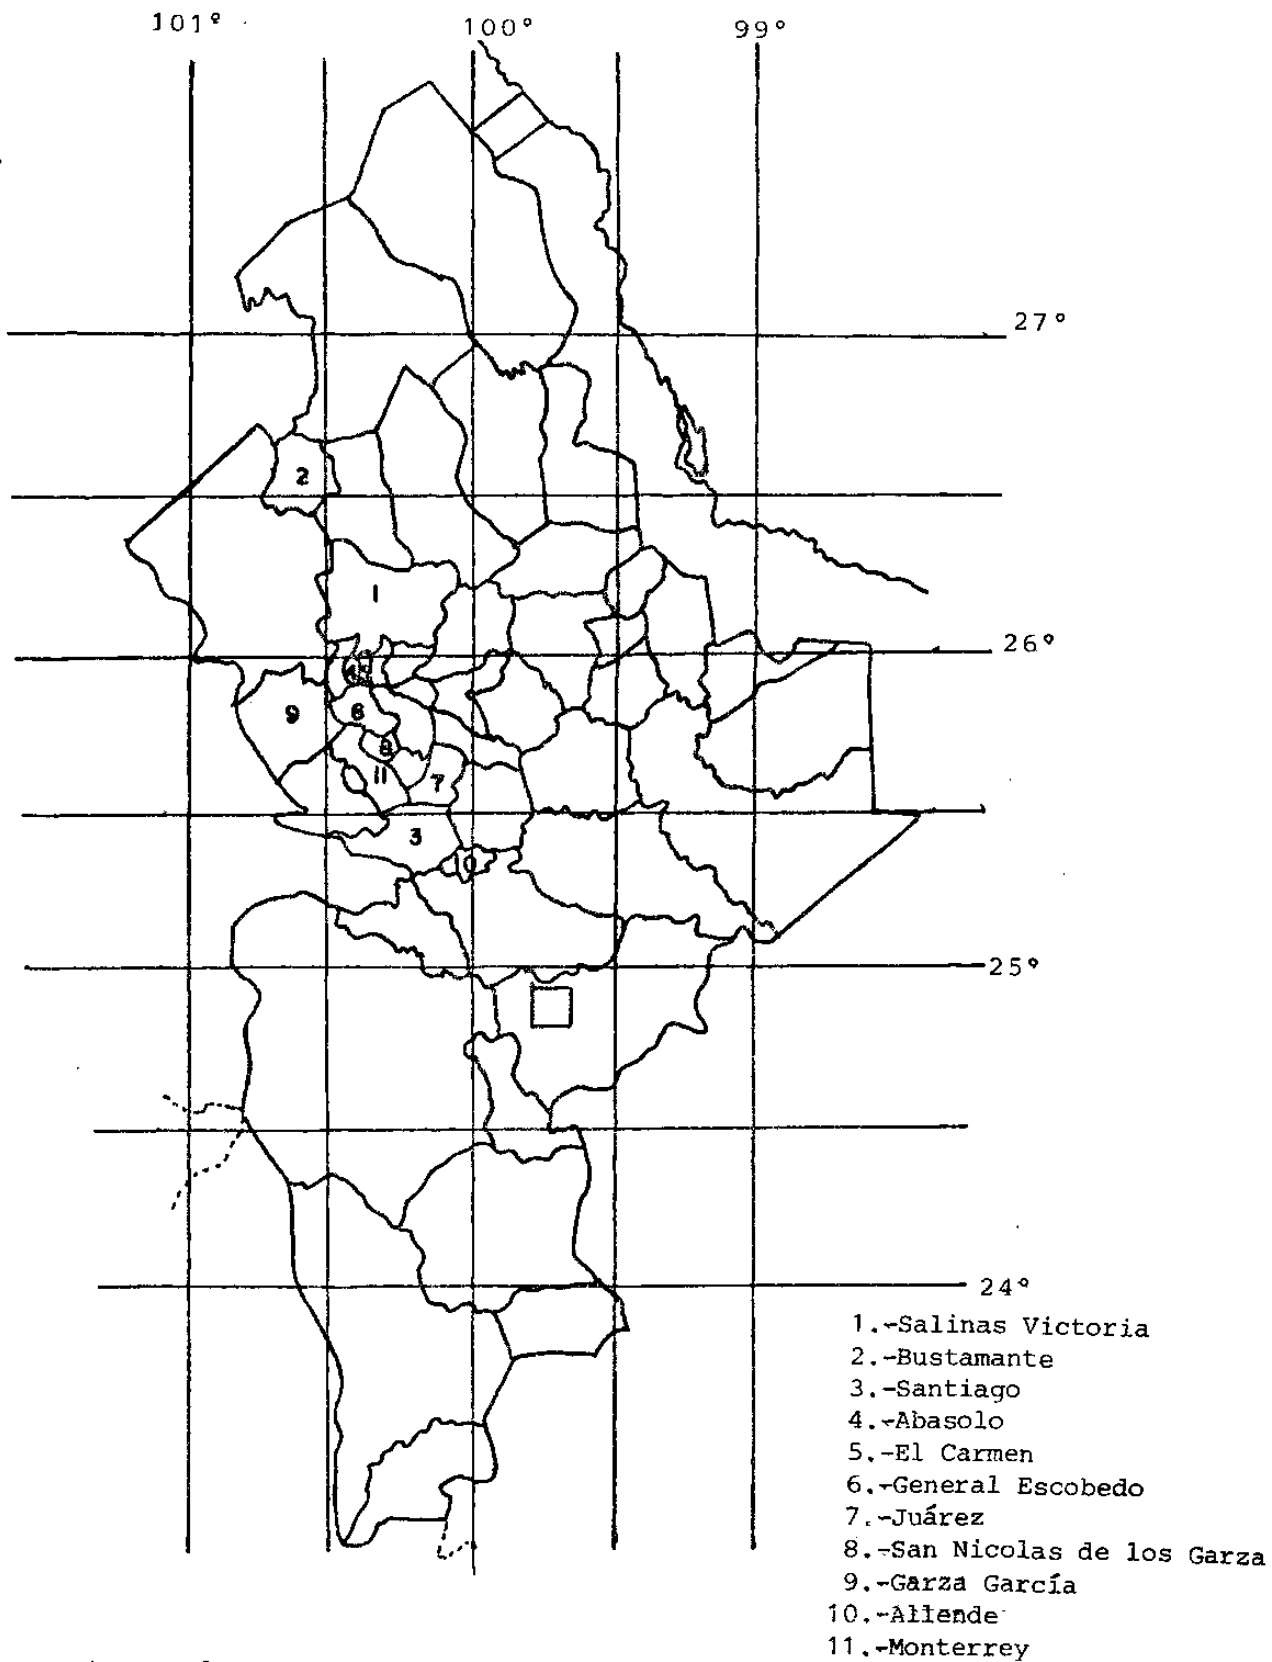 101° 100° 99°
27°
2
1
26°
9
6
8
11
7
3
10
25°
24°
1.-Salinas Victoria
2.-Bustamante
3.-Santiago
4.-Abasolo
5.-El Carmen
6.-General Escobedo
7.-Juárez
8.-San Nicolas de los Garza
9.-Garza García
10.-Allende
11.-Monterrey